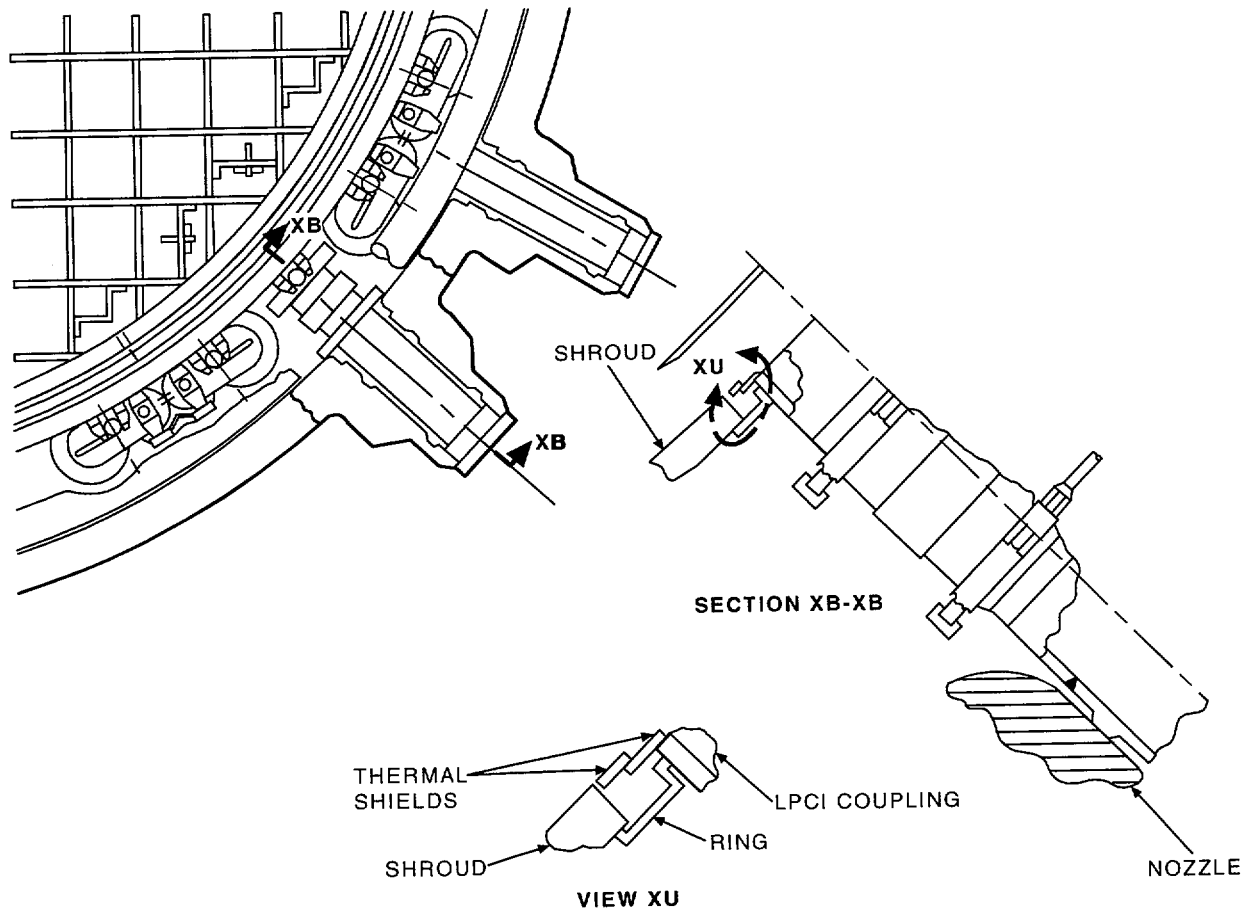 XB
SHROUD
XU
XB
SECTION XB-XB
THERMAL
SHIELDS
LPCI COUPLING
RING
SHROUD
NOZZLE
VIEW XU